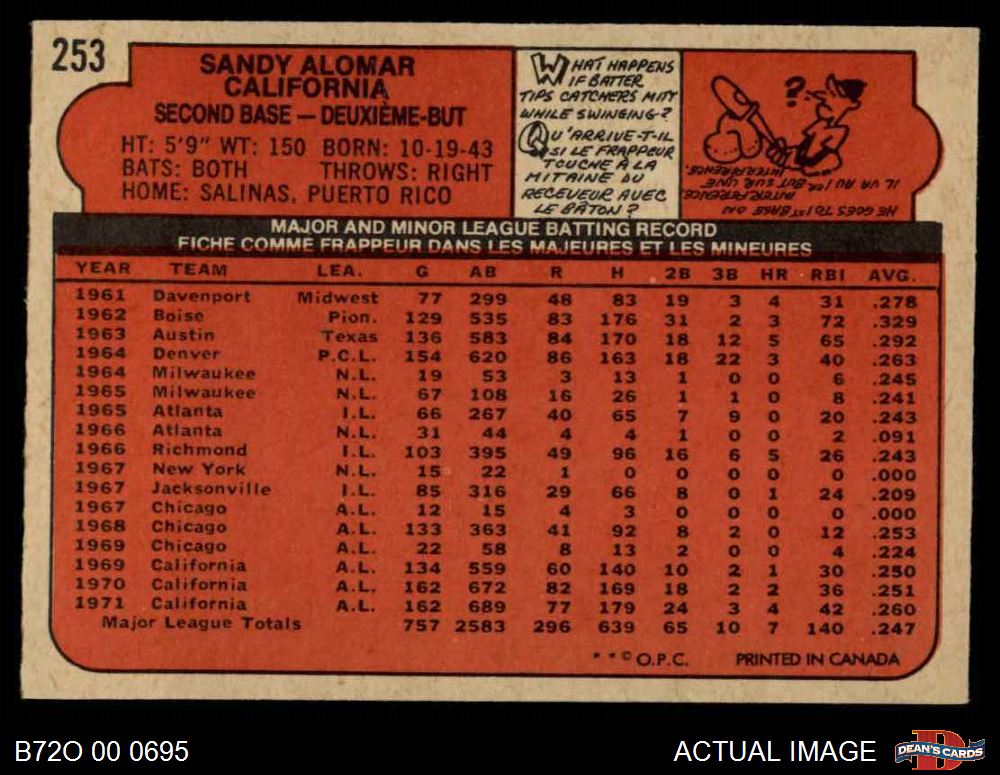 253
SANDY ALOMAR
CALIFORNIA
SECOND BASE — DEUXIÈME-BUT
HT: 5'9" WT: 150 BORN: 10-19-43
BATS: BOTH THROWS: RIGHT
HOME: SALINAS, PUERTO RICO
WHAT HAPPENS
IF BATTER
TIPS CATCHERS MITT
WHILE SWINGING?
QU'ARRIVE-T-IL
SI LE FRAPPEUR
TOUCHE À LA
MITAINE DU
RECEVEUR AVEC
LE BÂTON?
?
HE GOES TO 1ST BASE ON
INTERFERENCE.
IL VA AU 1er BUT SUR UNE
INTERFÉRENCE.
MAJOR AND MINOR LEAGUE BATTING RECORD
FICHE COMME FRAPPEUR DANS LES MAJEURES ET LES MINEURES
YEAR TEAM LEA. G AB R H 2B 3B HR RBI AVG.
1961 Davenport Midwest 77 299 48 83 19 3 4 31 .278
1962 Boise Pion. 129 535 83 176 31 2 3 72 .329
1963 Austin Texas 136 583 84 170 18 12 5 65 .292
1964 Denver P.C.L. 154 620 86 163 18 22 3 40 .263
1964 Milwaukee N.L. 19 53 3 13 1 0 0 6 .245
1965 Milwaukee N.L. 67 108 16 26 1 1 0 8 .241
1965 Atlanta I.L. 66 267 40 65 7 9 0 20 .243
1966 Atlanta N.L. 31 44 4 4 1 0 0 2 .091
1966 Richmond I.L. 103 395 49 96 16 6 5 26 .243
1967 New York N.L. 15 22 1 0 0 0 0 0 .000
1967 Jacksonville I.L. 85 316 29 66 8 0 1 24 .209
1967 Chicago A.L. 12 15 4 3 0 0 0 0 .000
1968 Chicago A.L. 133 363 41 92 8 2 0 12 .253
1969 Chicago A.L. 22 58 8 13 2 0 0 4 .224
1969 California A.L. 134 559 60 140 10 2 1 30 .250
1970 California A.L. 162 672 82 169 18 2 2 36 .251
1971 California A.L. 162 689 77 179 24 3 4 42 .260
Major League Totals 757 2583 296 639 65 10 7 140 .247
* * © O.P.C. PRINTED IN CANADA
B72O 00 0695
ACTUAL IMAGE
DEAN'S CARDS